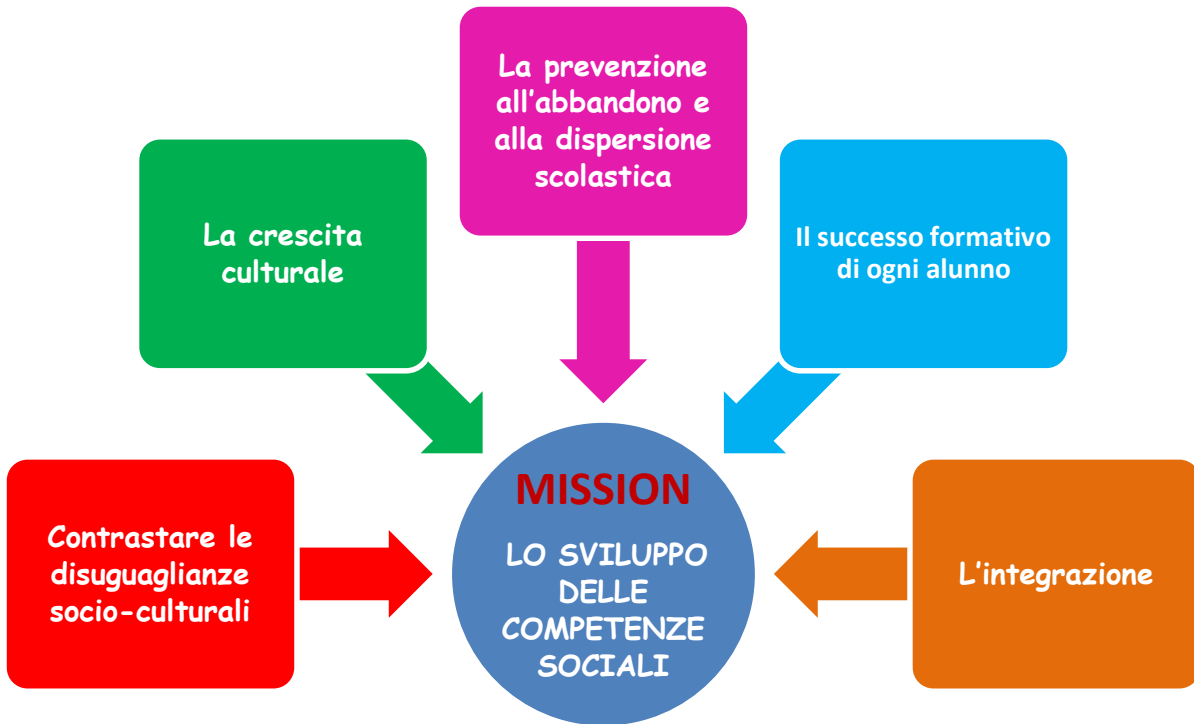 La prevenzione
all'abbandono e
alla dispersione
scolastica
La crescita
culturale
Il successo formativo
di ogni alunno
Contrastare le
disuguaglianze
socio-culturali
MISSION
LO SVILUPPO
DELLE
COMPETENZE
SOCIALI
L'integrazione